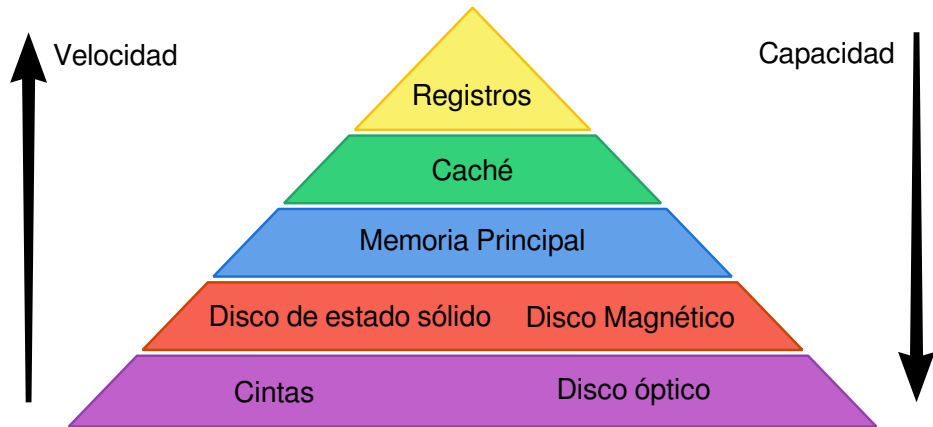 Velocidad
Capacidad
Registros
Caché
Memoria Principal
Disco de estado sólido
Disco Magnético
Cintas
Disco óptico